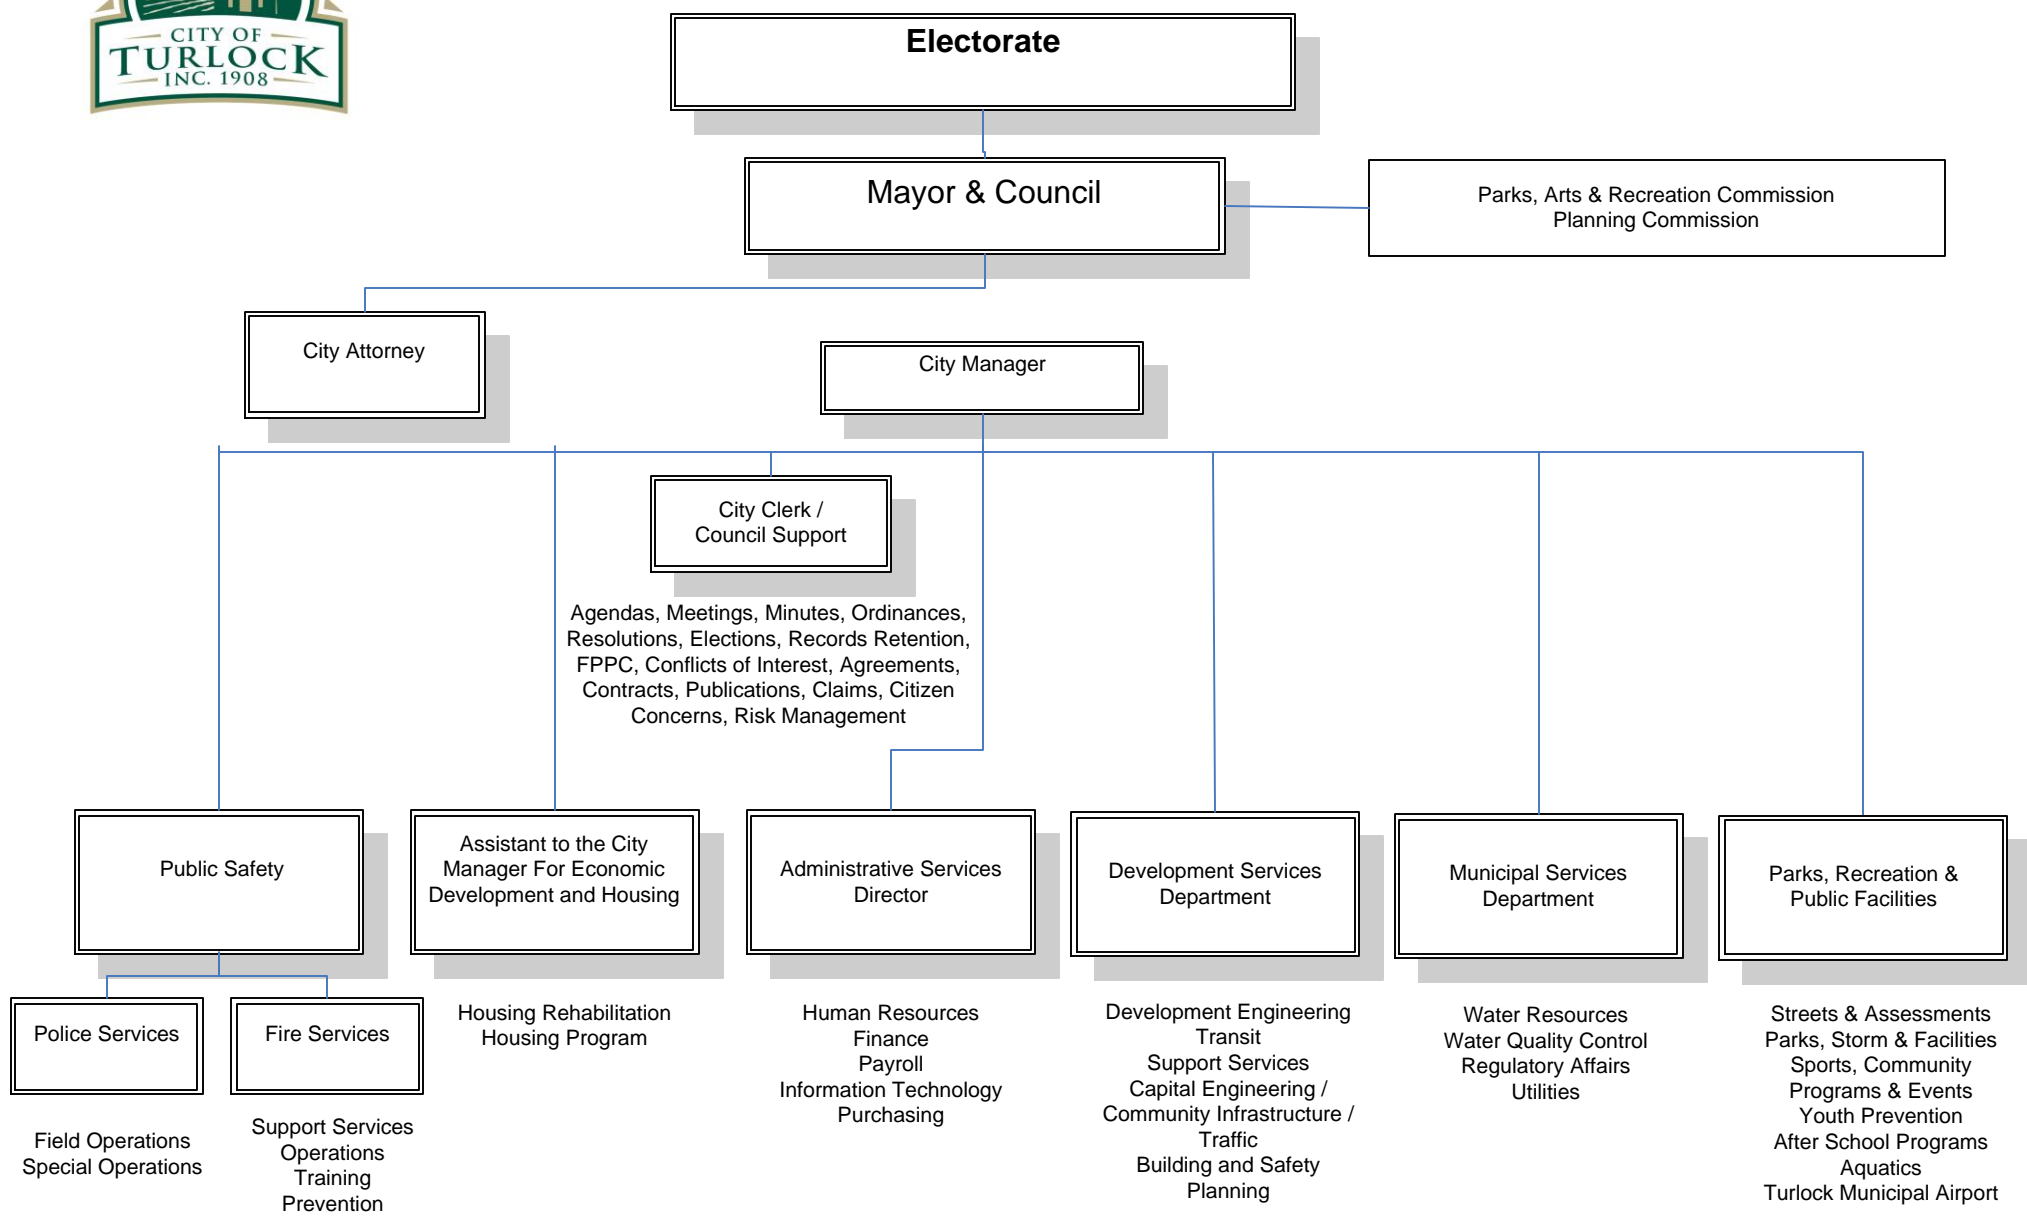 CITY OF
TURLOCK
INC. 1908
Electorate
Mayor & Council
Parks, Arts & Recreation Commission
Planning Commission
City Attorney
City Manager
City Clerk /
Council Support
Agendas, Meetings, Minutes, Ordinances,
Resolutions, Elections, Records Retention,
FPPC, Conflicts of Interest, Agreements,
Contracts, Publications, Claims, Citizen
Concerns, Risk Management
Public Safety
Assistant to the City
Manager For Economic
Development and Housing
Administrative Services
Director
Development Services
Department
Municipal Services
Department
Parks, Recreation &
Public Facilities
Police Services
Field Operations
Special Operations
Fire Services
Support Services
Operations
Training
Prevention
Housing Rehabilitation
Housing Program
Human Resources
Finance
Payroll
Information Technology
Purchasing
Development Engineering
Transit
Support Services
Capital Engineering /
Community Infrastructure /
Traffic
Building and Safety
Planning
Water Resources
Water Quality Control
Regulatory Affairs
Utilities
Streets & Assessments
Parks, Storm & Facilities
Sports, Community
Programs & Events
Youth Prevention
After School Programs
Aquatics
Turlock Municipal Airport